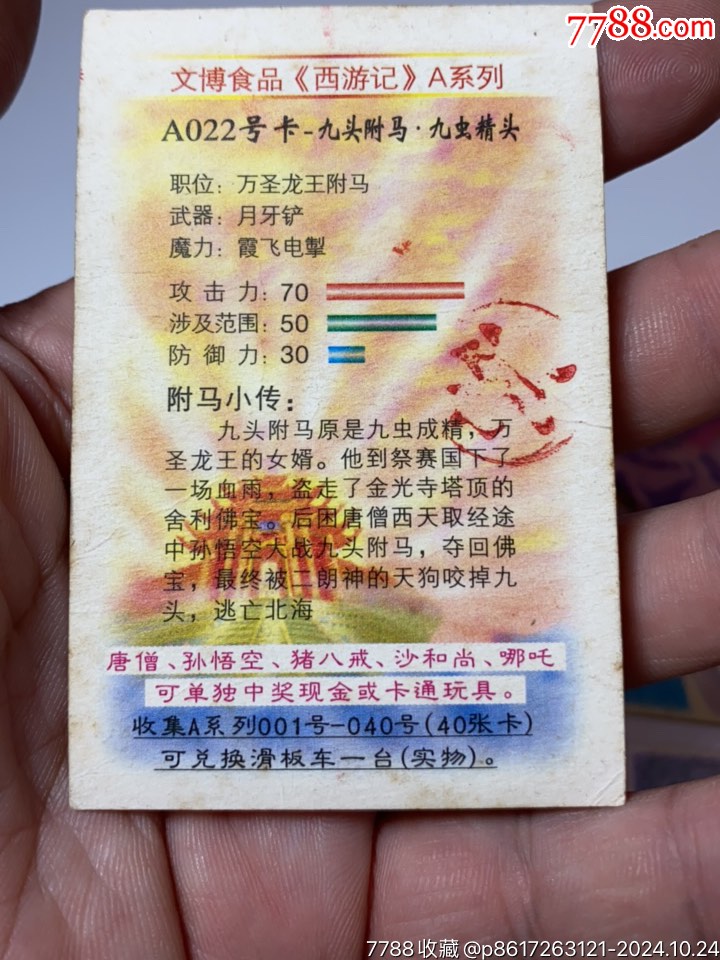 7788.com
文博食品《西游记》A系列
A022号卡-九头附马·九虫精头
职位：万圣龙王附马
武器：月牙铲
魔力：霞飞电掣
攻 击 力：70
涉及范围：50
防 御 力：30
附马小传：
九头附马原是九虫成精，万
圣龙王的女婿。他到祭赛国下了
一场血雨，盗走了金光寺塔顶的
舍利佛宝。后困唐僧西天取经途
中孙悟空大战九头附马，夺回佛
宝，最终被二朗神的天狗咬掉九
头，逃亡北海
唐僧、孙悟空、猪八戒、沙和尚、哪吒
可单独中奖现金或卡通玩具。
收集A系列001号-040号(40张卡)
可兑换滑板车一台(实物)。
7788收藏 @p8617263121-2024.10.24